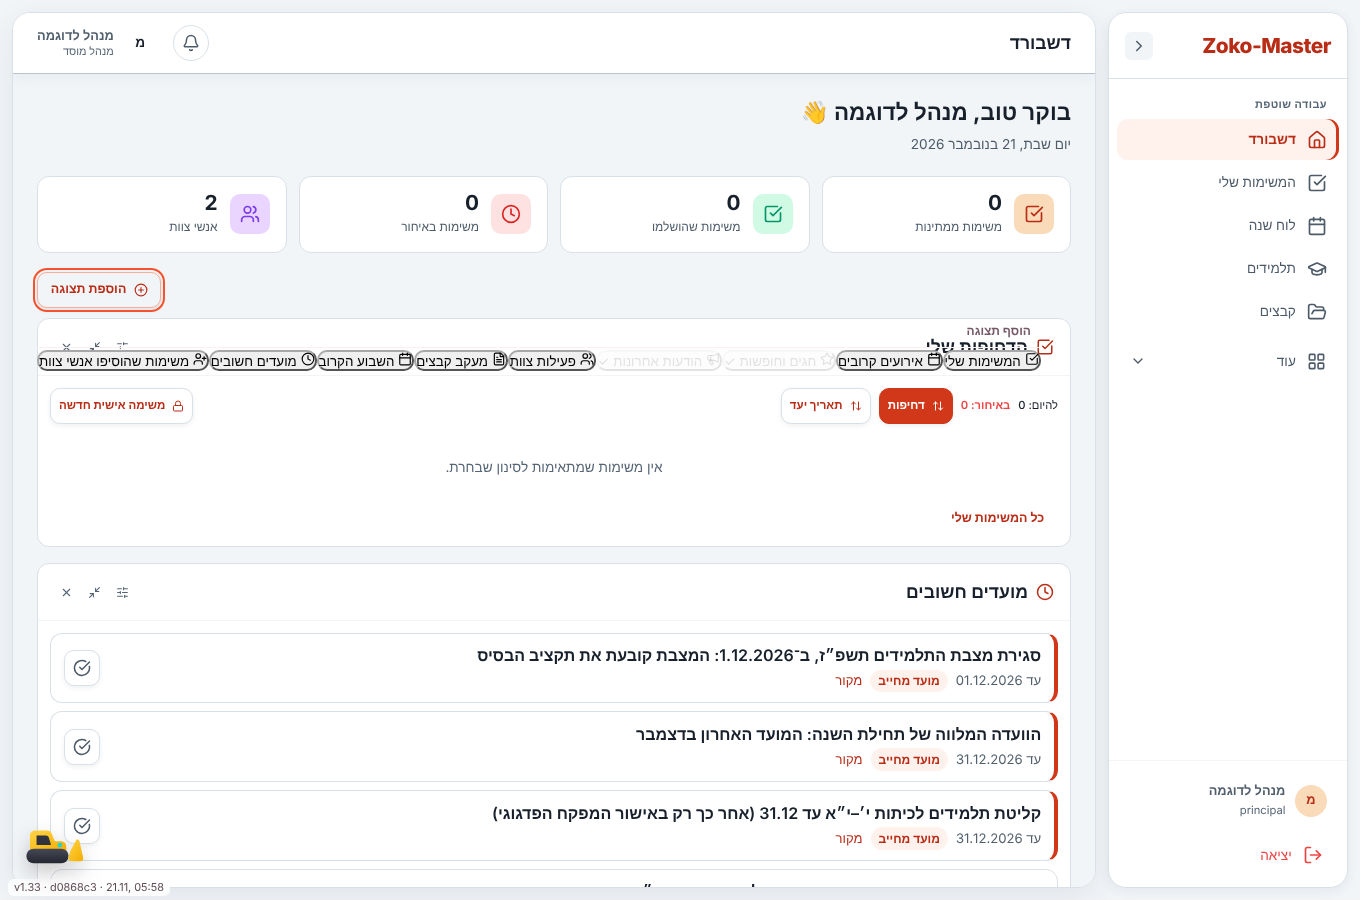 Zoko-Master
עבודה שוטפת
דשבורד
המשימות שלי
לוח שנה
תלמידים
קבצים
עוד
מנהל לדוגמה
principal
מ
יציאה
דשבורד
מנהל לדוגמה
מנהל מוסד
מ
בוקר טוב, מנהל לדוגמה 👋
יום שבת, 21 בנובמבר 2026
0
משימות ממתינות
0
משימות שהושלמו
0
משימות באיחור
2
אנשי צוות
הוספת תצוגה
הוסף תצוגה
הדחופות שלי
המשימות שלי
אירועים קרובים
חגים וחופשות ✓
הודעות אחרונות ✓
פעילות צוות
מעקב קבצים
השבוע הקרוב
מועדים חשובים
משימות שהוסיפו אנשי צוות
להיום: 0
באיחור: 0
דחיפות
תאריך יעד
משימה אישית חדשה
אין משימות שמתאימות לסינון שבחרת.
כל המשימות שלי
מועדים חשובים
סגירת מצבת התלמידים תשפ״ז, ב־1.12.2026: המצבת קובעת את תקציב הבסיס
עד 01.12.2026 מועד מחייב מקור
הוועדה המלווה של תחילת השנה: המועד האחרון בדצמבר
עד 31.12.2026 מועד מחייב מקור
קליטת תלמידים לכיתות י׳–י״א עד 31.12 (אחר כך רק באישור המפקח הפדגוגי)
עד 31.12.2026 מועד מחייב מקור
v1.33 · d0868c3 · 21.11, 05:58